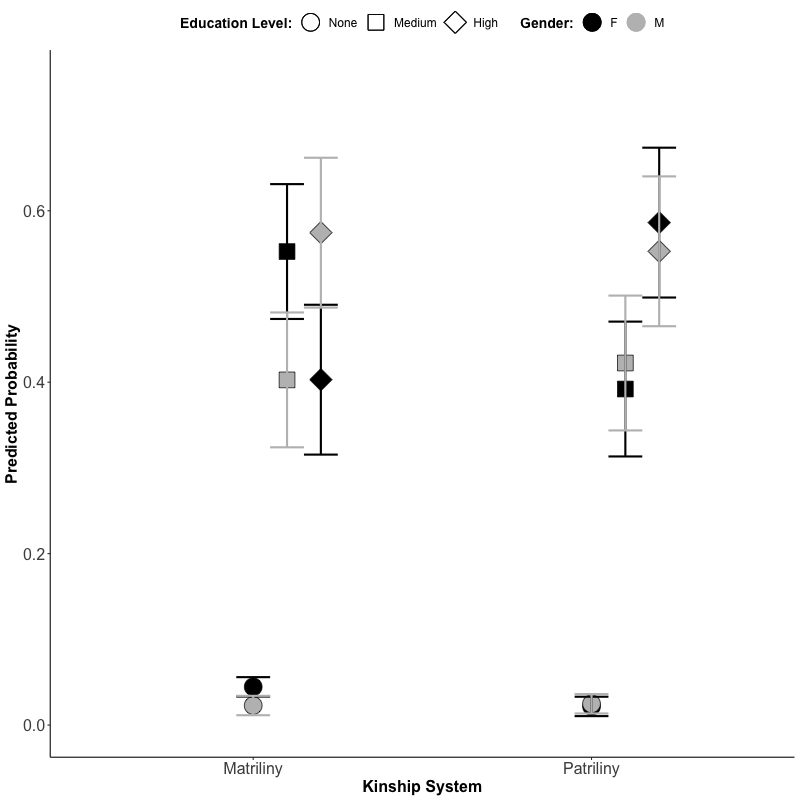 Education Level: None Medium High Gender: F M
0.6
0.4
0.2
0.0
Predicted Probability
Matriliny Patriliny
Kinship System